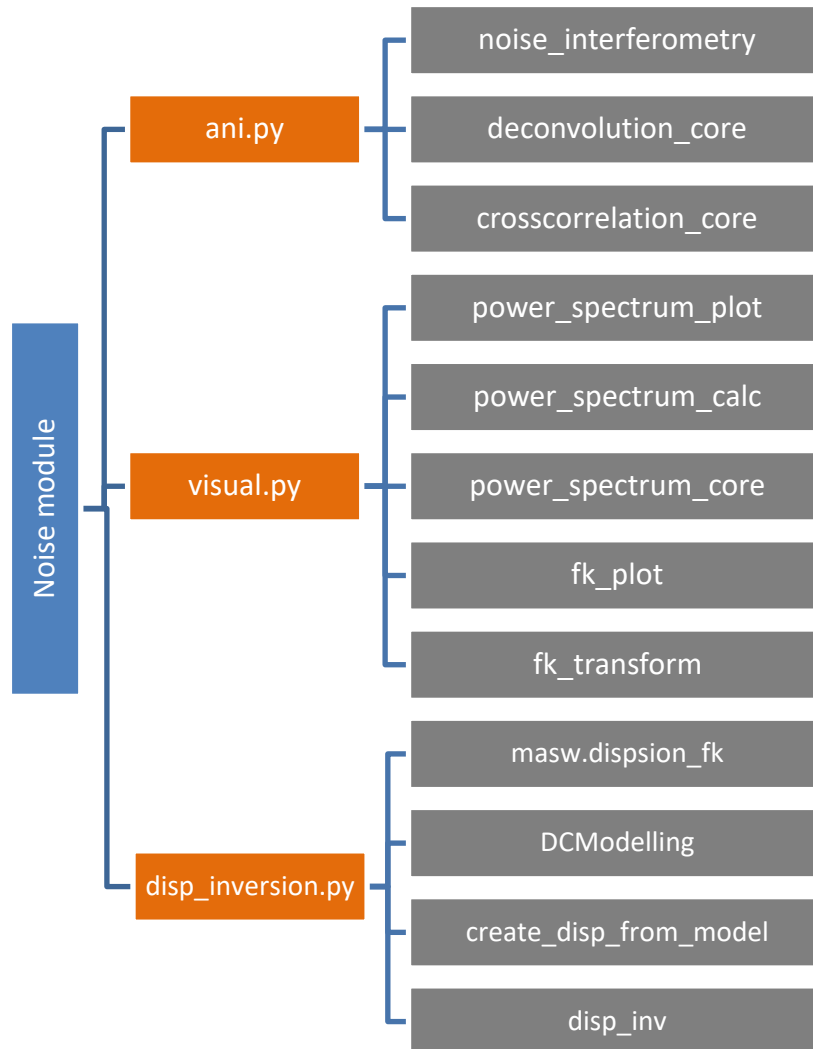 Noise module
ani.py
noise_interferometry
deconvolution_core
crosscorrelation_core
visual.py
power_spectrum_plot
power_spectrum_calc
power_spectrum_core
fk_plot
fk_transform
disp_inversion.py
masw.dispsion_fk
DCModelling
create_disp_from_model
disp_inv